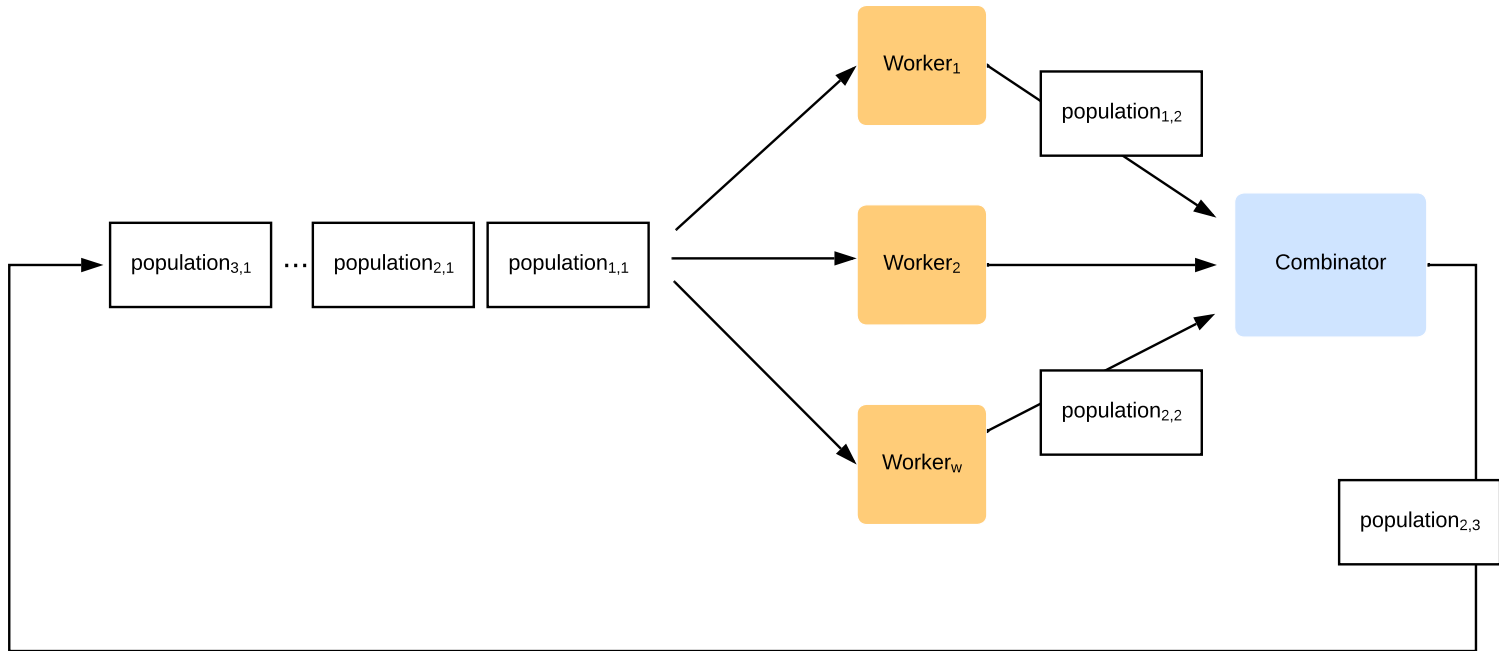 Worker₁
population₁,₂
population₃,₁ ... population₂,₁ population₁,₁
Worker₂
Combinator
population₂,₂
Workerw
population₂,₃